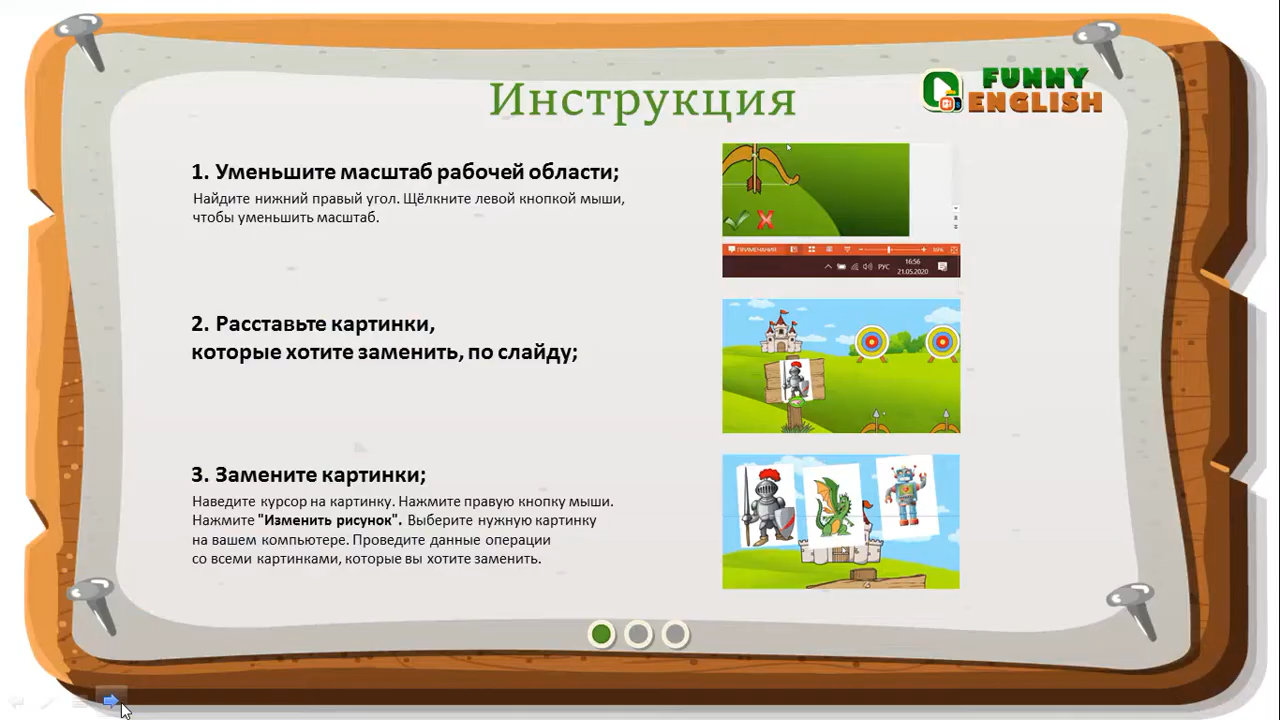 Инструкция
FUNNY
ENGLISH
1. Уменьшите масштаб рабочей области;
Найдите нижний правый угол. Щёлкните левой кнопкой мыши,
чтобы уменьшить масштаб.
ПРИМЕЧАНИЯ
16:56
РУС
21.05.2020
2. Расставьте картинки,
которые хотите заменить, по слайду;
3. Замените картинки;
Наведите курсор на картинку. Нажмите правую кнопку мыши.
Нажмите "Изменить рисунок". Выберите нужную картинку
на вашем компьютере. Проведите данные операции
со всеми картинками, которые вы хотите заменить.